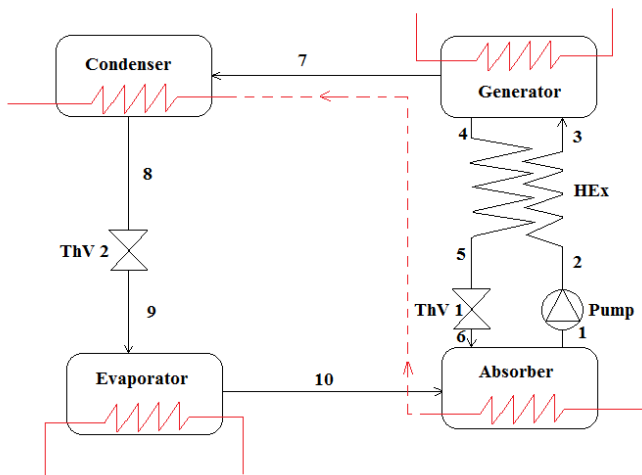 Condenser
7
Generator
4
3
8
HEx
ThV 2
5
2
9
ThV 1
Pump
6
1
Evaporator
10
Absorber